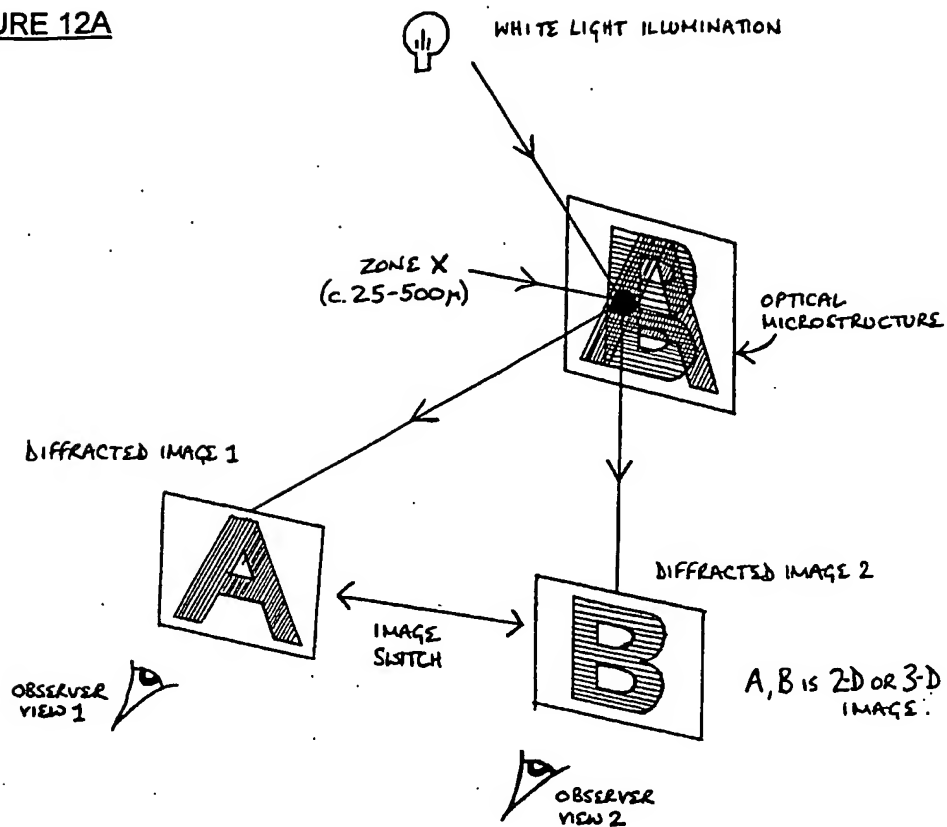 URE 12A
WHITE LIGHT ILLUMINATION
ZONE X
(c. 25-500µ)
OPTICAL
MICROSTRUCTURE
DIFFRACTED IMAGE 1
DIFFRACTED IMAGE 2
IMAGE
SWITCH
OBSERVER
VIEW 1
A, B IS 2-D OR 3-D
IMAGE.
OBSERVER
VIEW 2
A
B
A
B